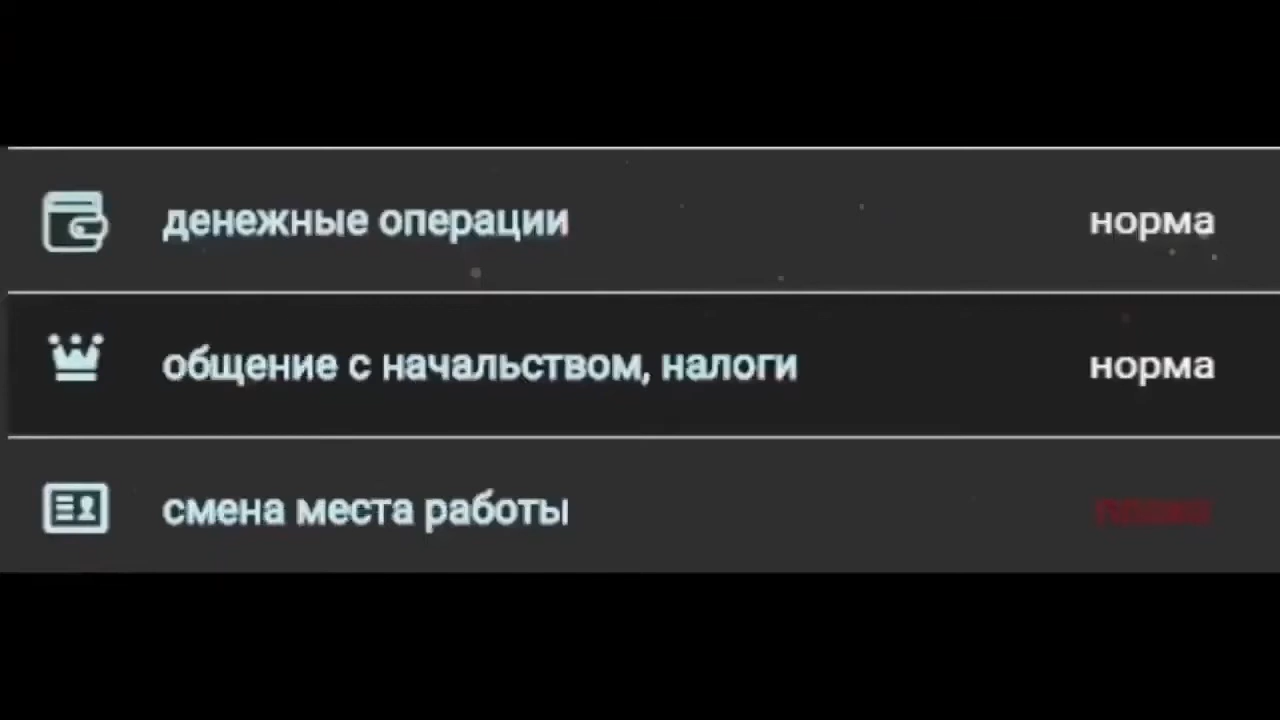 денежные операции норма
общение с начальством, налоги норма
смена места работы